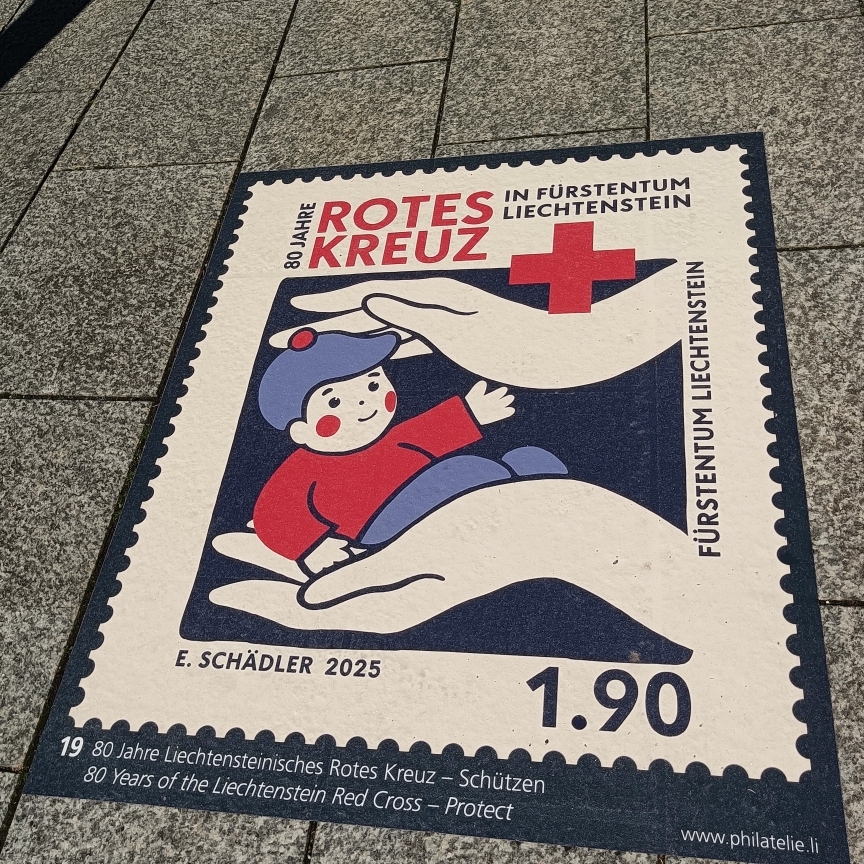 80 JAHRE
ROTES
KREUZ
IN FÜRSTENTUM
LIECHTENSTEIN
FÜRSTENTUM LIECHTENSTEIN
E. SCHÄDLER 2025
1.90
19 80 Jahre Liechtensteinisches Rotes Kreuz – Schützen
80 Years of the Liechtenstein Red Cross – Protect
www.philatelie.li